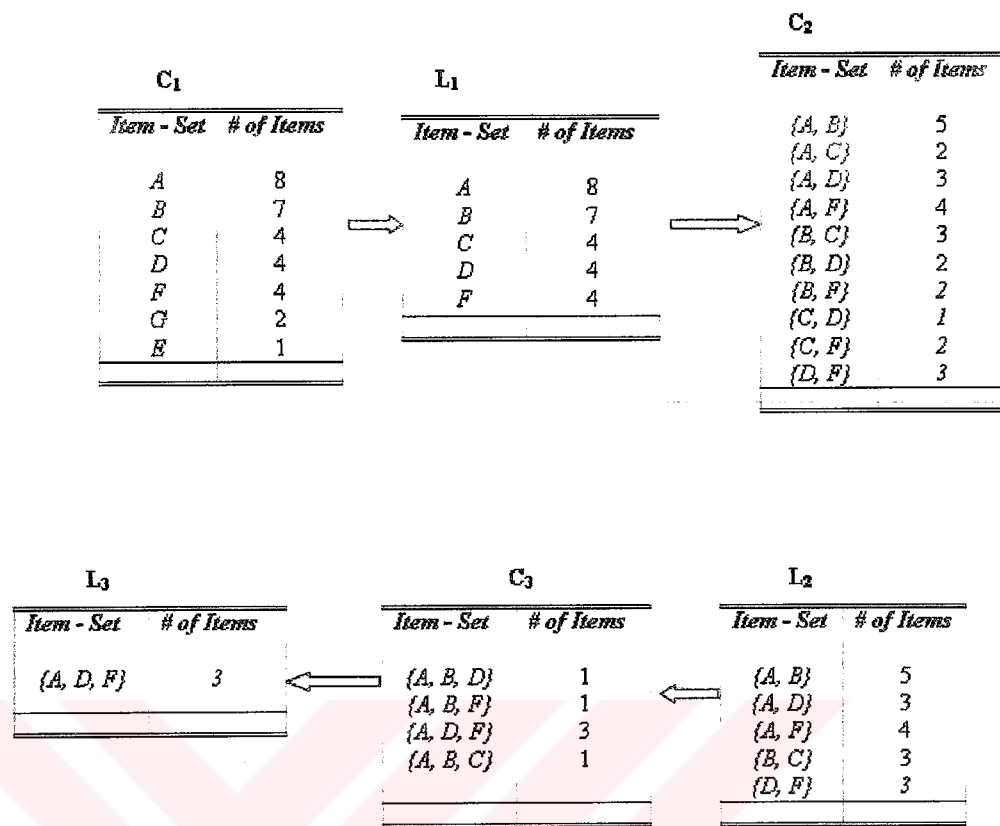 C1
Item - Set # of Items
A 8
B 7
C 4
D 4
F 4
G 2
E 1
L1
Item - Set # of Items
A 8
B 7
C 4
D 4
F 4
C2
Item - Set # of Items
{A, B} 5
{A, C} 2
{A, D} 3
{A, F} 4
{B, C} 3
{B, D} 2
{B, F} 2
{C, D} 1
{C, F} 2
{D, F} 3
L3
Item - Set # of Items
{A, D, F} 3
C3
Item - Set # of Items
{A, B, D} 1
{A, B, F} 1
{A, D, F} 3
{A, B, C} 1
L2
Item - Set # of Items
{A, B} 5
{A, D} 3
{A, F} 4
{B, C} 3
{D, F} 3